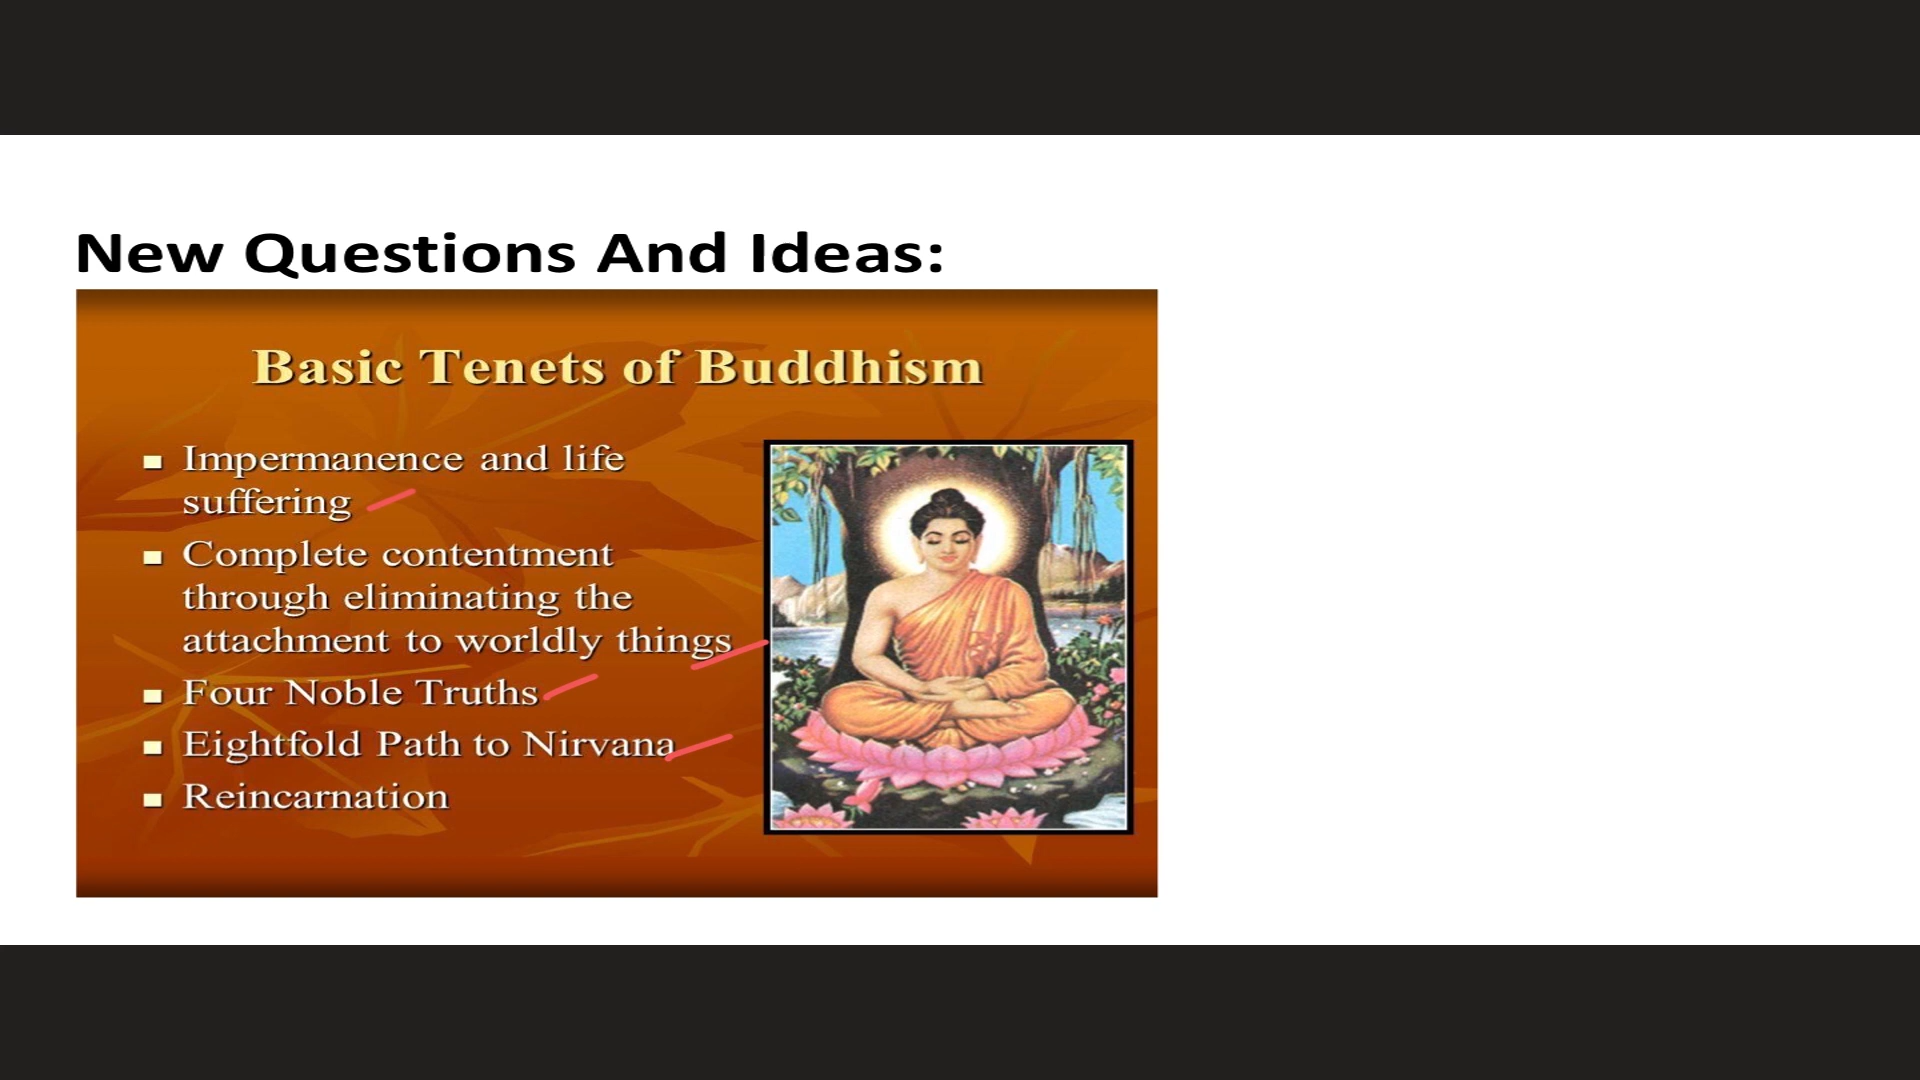 New Questions And Ideas:
Basic Tenets of Buddhism
Impermanence and life
suffering
Complete contentment
through eliminating the
attachment to worldly things
Four Noble Truths
Eightfold Path to Nirvana
Reincarnation